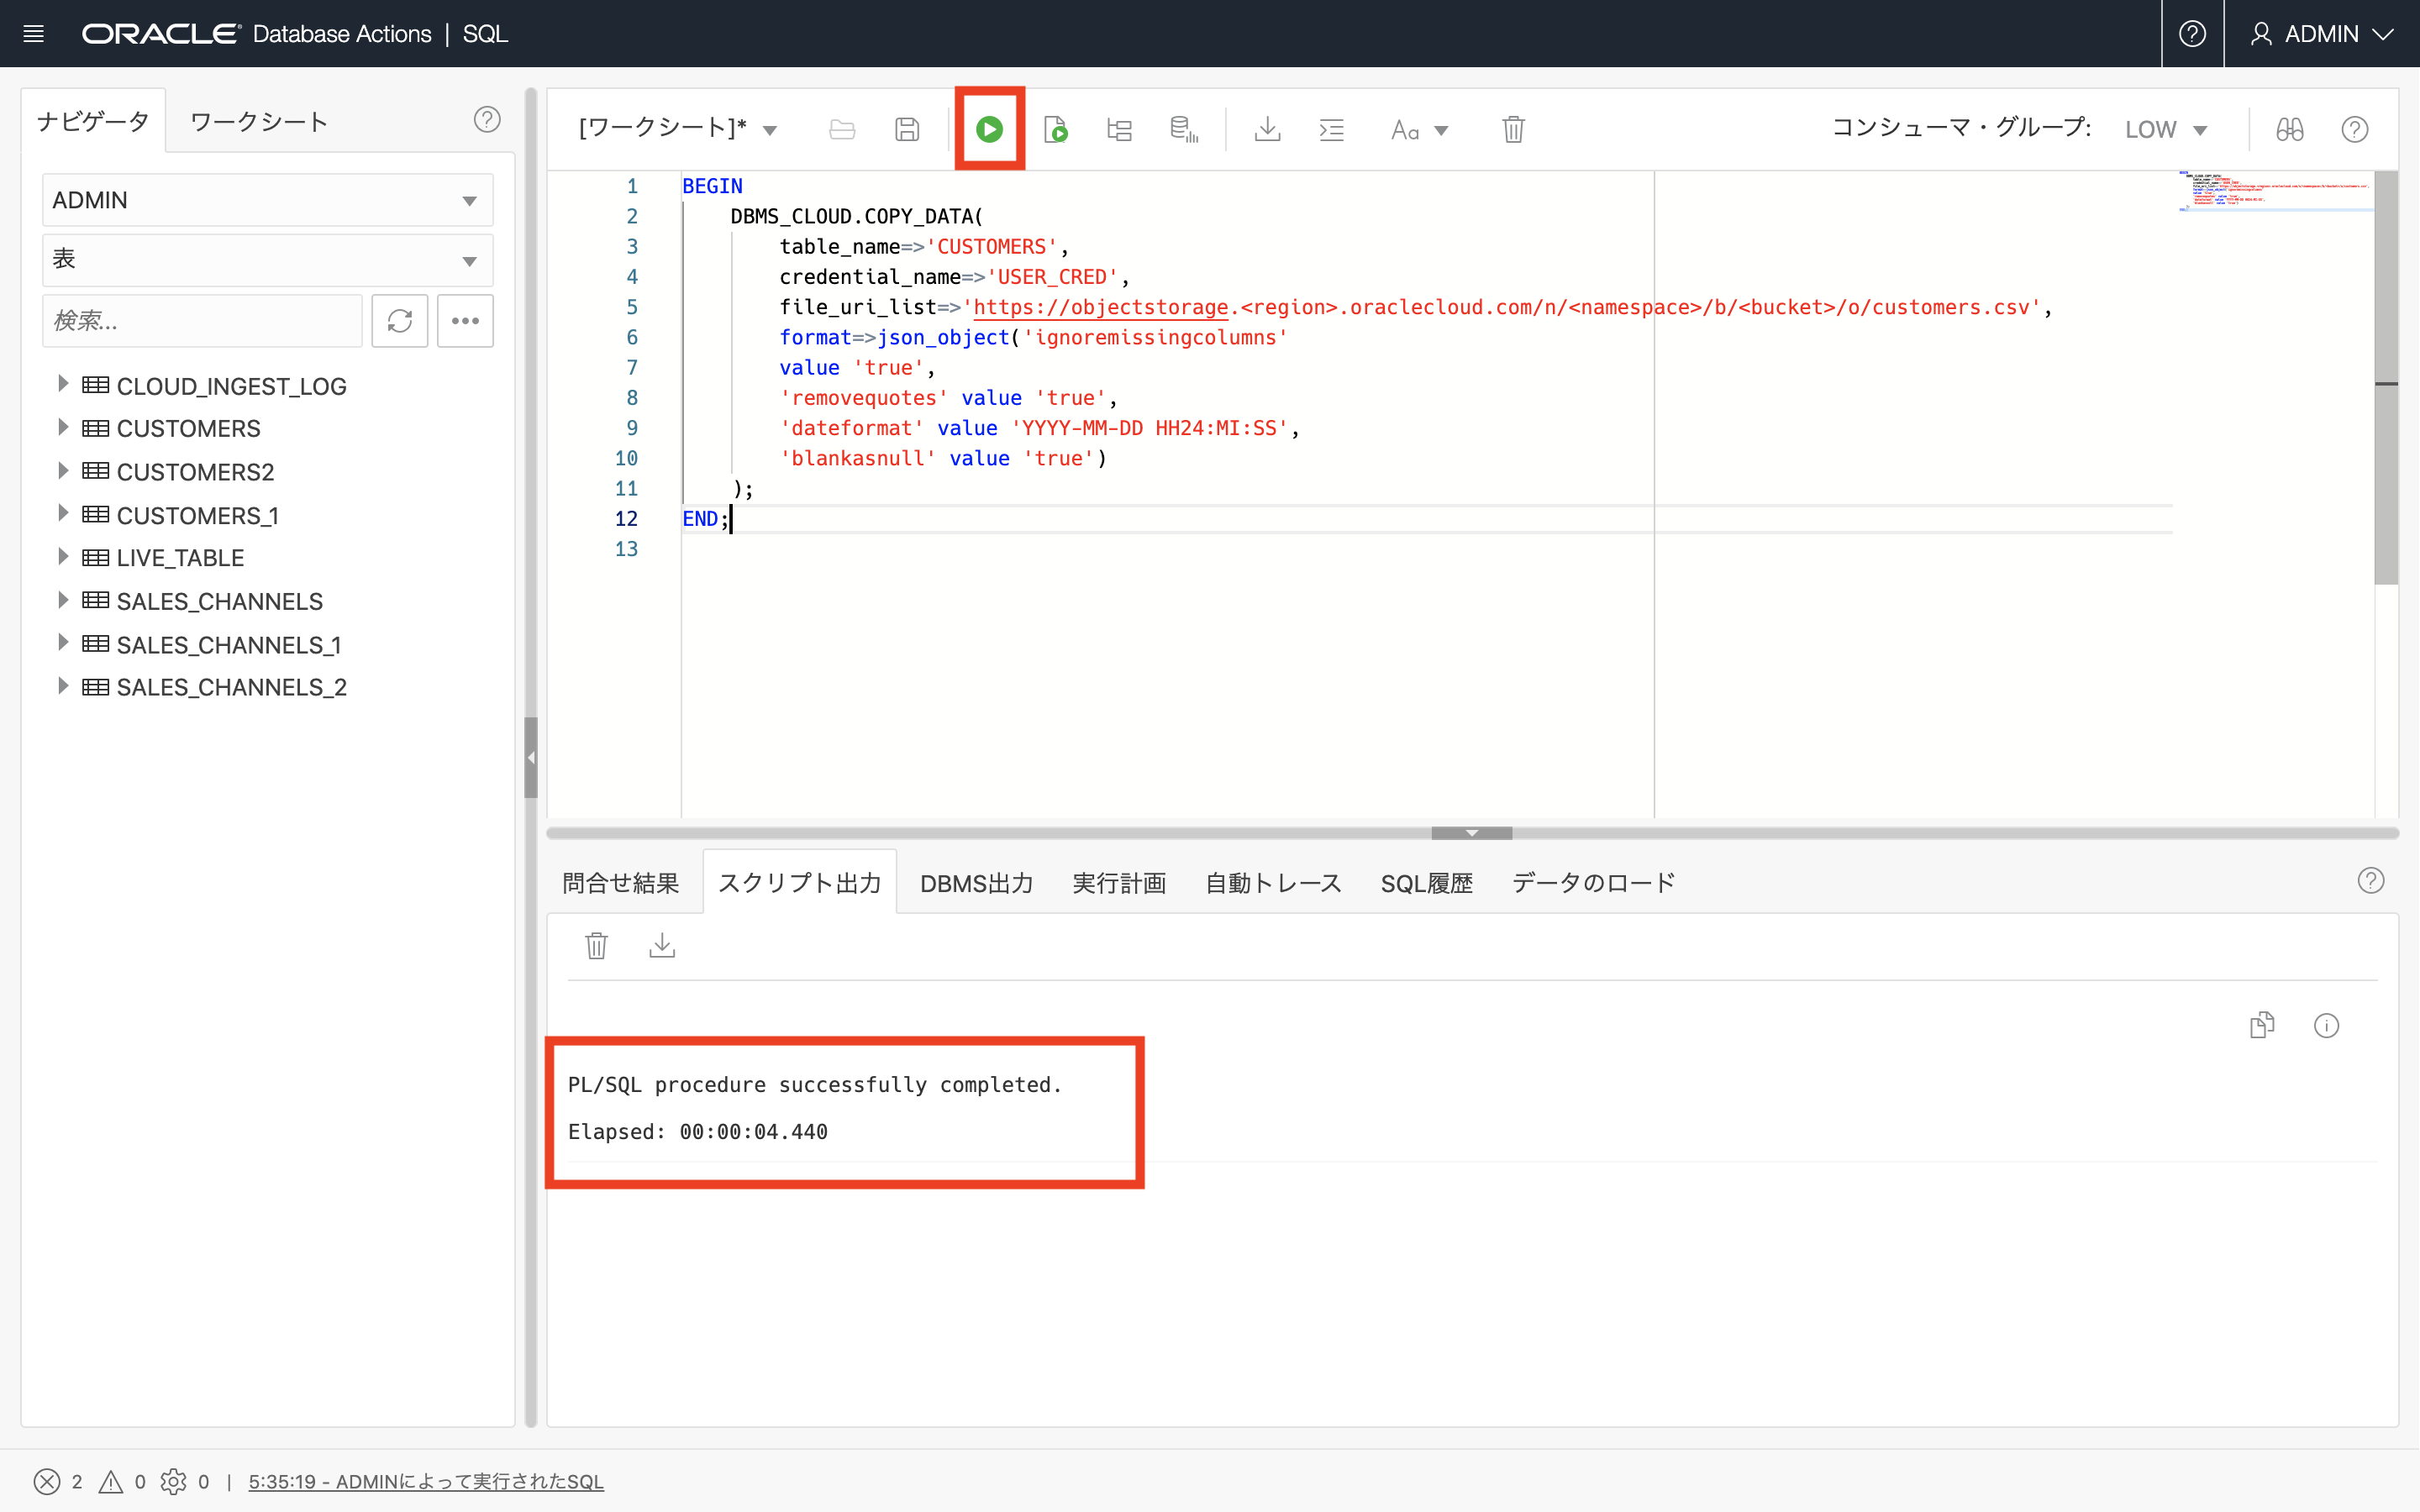 ORACLE Database Actions | SQL
ADMIN
ナビゲータ
ワークシート
ADMIN
表
検索...
CLOUD_INGEST_LOG
CUSTOMERS
CUSTOMERS2
CUSTOMERS_1
LIVE_TABLE
SALES_CHANNELS
SALES_CHANNELS_1
SALES_CHANNELS_2
[ワークシート]*
Aa
コンシューマ・グループ: LOW
1 BEGIN
2 DBMS_CLOUD.COPY_DATA(
3 table_name=>'CUSTOMERS',
4 credential_name=>'USER_CRED',
5 file_uri_list=>'https://objectstorage.<region>.oraclecloud.com/n/<namespace>/b/<bucket>/o/customers.csv',
6 format=>json_object('ignoremissingcolumns'
7 value 'true',
8 'removequotes' value 'true',
9 'dateformat' value 'YYYY-MM-DD HH24:MI:SS',
10 'blankasnull' value 'true')
11 );
12 END;
13
問合せ結果 スクリプト出力 DBMS出力 実行計画 自動トレース SQL履歴 データのロード
PL/SQL procedure successfully completed.
Elapsed: 00:00:04.440
2 0 0 | 5:35:19 - ADMINによって実行されたSQL